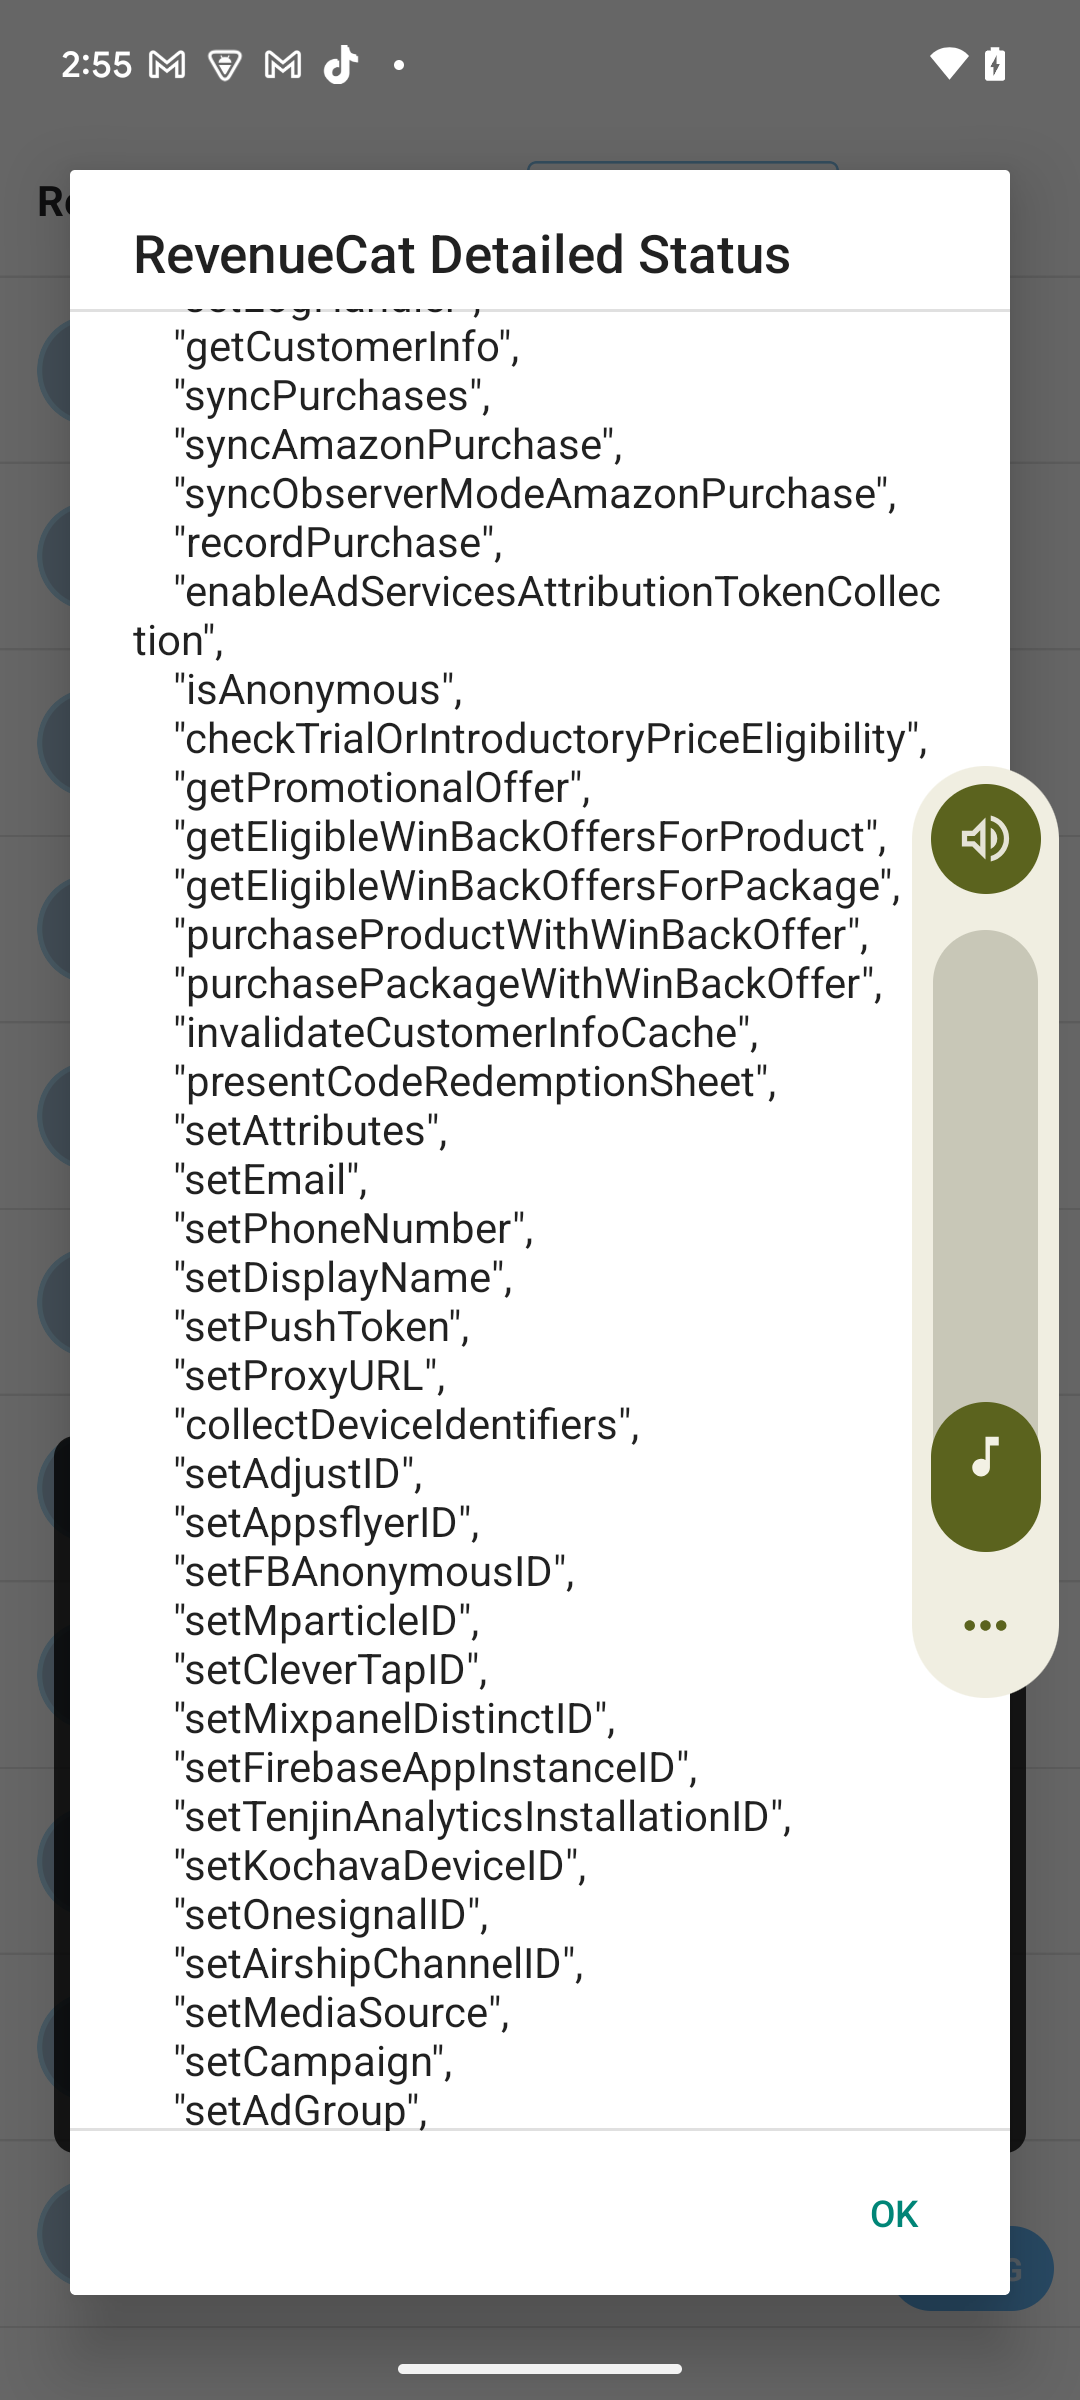 2:55
RevenueCat Detailed Status
"getCustomerInfo",
"syncPurchases",
"syncAmazonPurchase",
"syncObserverModeAmazonPurchase",
"recordPurchase",
"enableAdServicesAttributionTokenCollec
tion",
"isAnonymous",
"checkTrialOrIntroductoryPriceEligibility",
"getPromotionalOffer",
"getEligibleWinBackOffersForProduct",
"getEligibleWinBackOffersForPackage",
"purchaseProductWithWinBackOffer",
"purchasePackageWithWinBackOffer",
"invalidateCustomerInfoCache",
"presentCodeRedemptionSheet",
"setAttributes",
"setEmail",
"setPhoneNumber",
"setDisplayName",
"setPushToken",
"setProxyURL",
"collectDeviceIdentifiers",
"setAdjustID",
"setAppsflyerID",
"setFBAnonymousID",
"setMparticleID",
"setCleverTapID",
"setMixpanelDistinctID",
"setFirebaseAppInstanceID",
"setTenjinAnalyticsInstallationID",
"setKochavaDeviceID",
"setOnesignalID",
"setAirshipChannelID",
"setMediaSource",
"setCampaign",
"setAdGroup",
OK